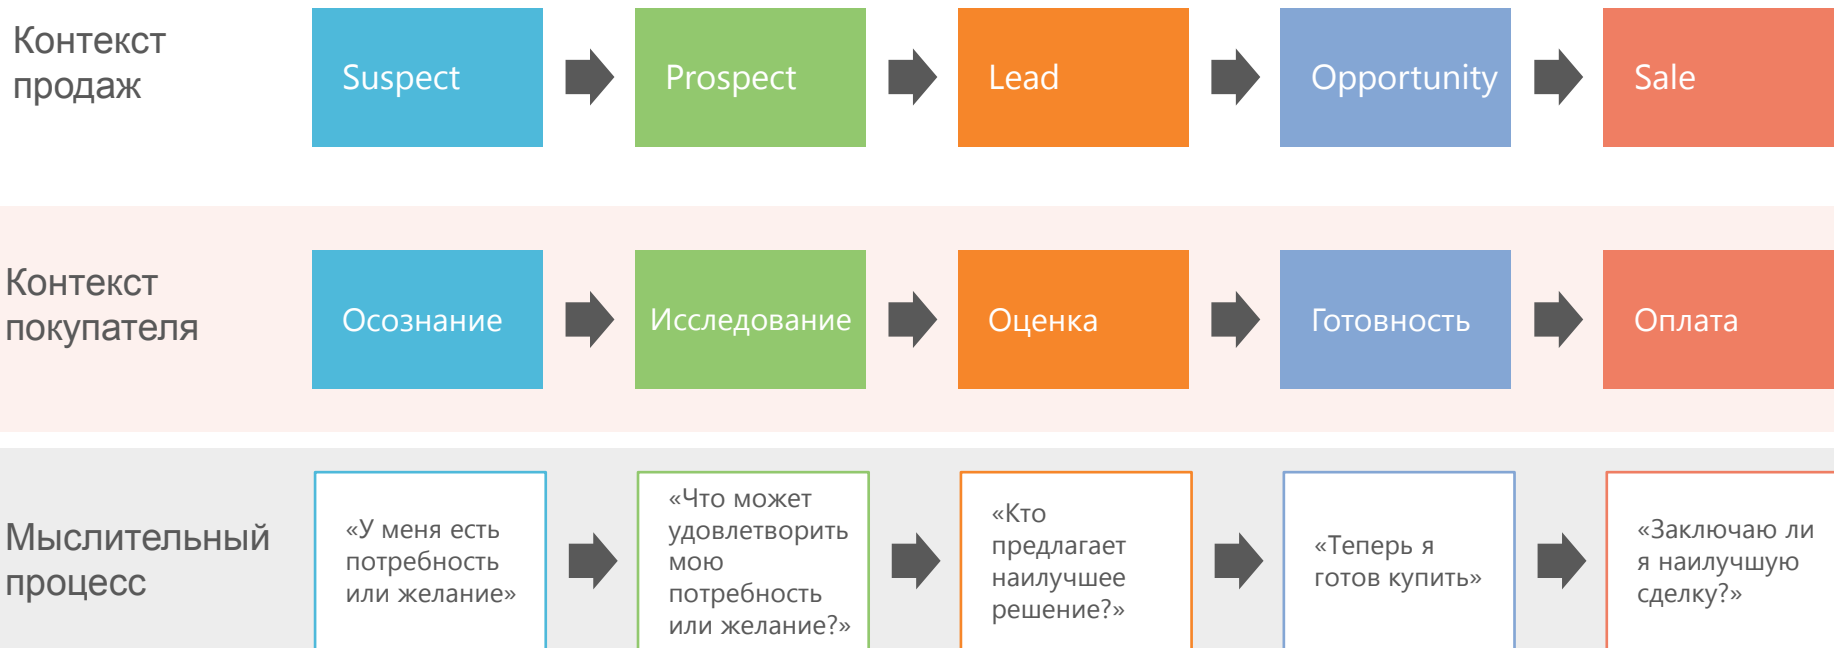 Контекст
продаж
Suspect
Prospect
Lead
Opportunity
Sale
Контекст
покупателя
Осознание
Исследование
Оценка
Готовность
Оплата
Мыслительный
процесс
«У меня есть
потребность
или желание»
«Что может
удовлетворить
мою
потребность
или желание?»
«Кто
предлагает
наилучшее
решение?»
«Теперь я
готов купить»
«Заключаю ли
я наилучшую
сделку?»